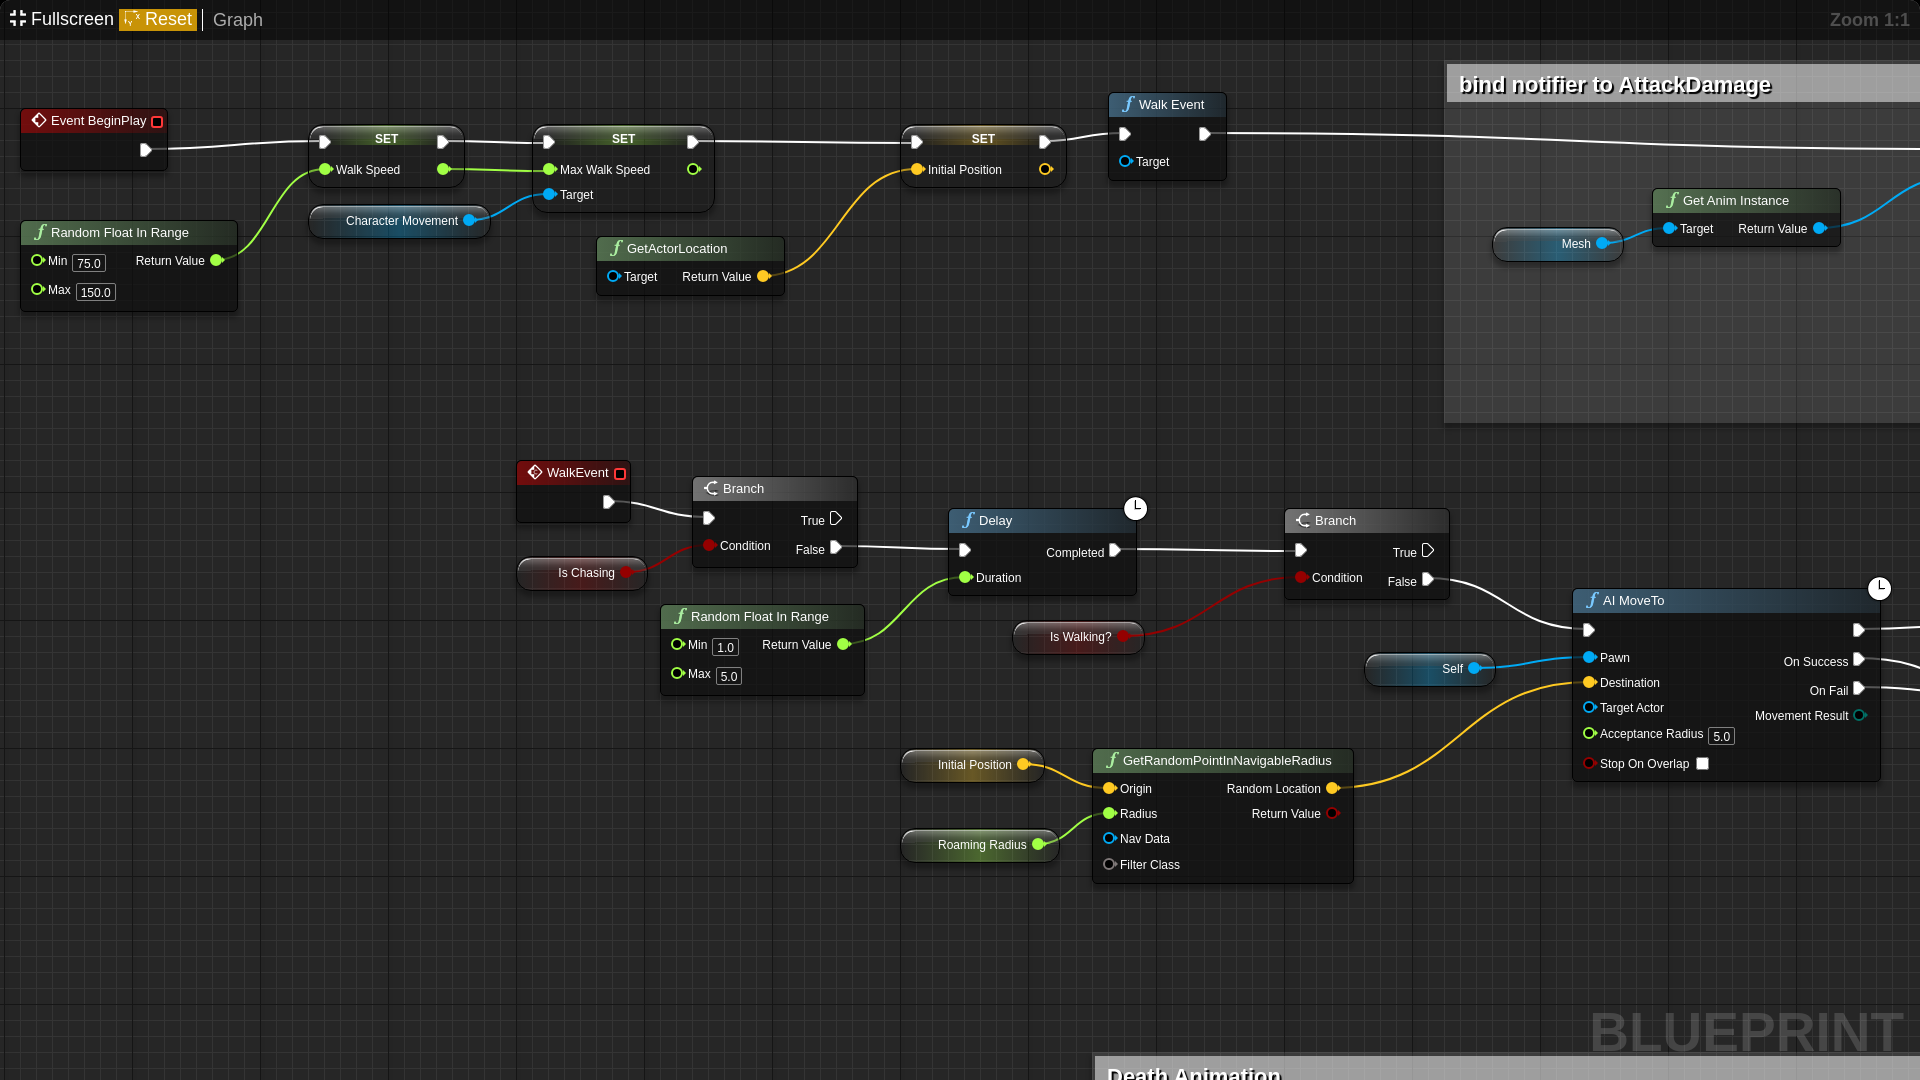 Fullscreen Reset Graph
Zoom 1:1
bind notifier to AttackDamage
Event BeginPlay
SET
Walk Speed
SET
Max Walk Speed
Target
SET
Initial Position
Walk Event
Target
Character Movement
Random Float In Range
Min 75.0 Return Value
Max 150.0
GetActorLocation
Target Return Value
Get Anim Instance
Target Return Value
Mesh
WalkEvent
Branch
True
Condition False
Is Chasing
Delay
Completed
Duration
Random Float In Range
Min 1.0 Return Value
Max 5.0
Branch
True
Condition False
Is Walking?
Self
AI MoveTo
Pawn
On Success
Destination
On Fail
Target Actor
Movement Result
Acceptance Radius 5.0
Stop On Overlap
Initial Position
Roaming Radius
GetRandomPointInNavigableRadius
Origin Random Location
Radius Return Value
Nav Data
Filter Class
BLUEPRINT
Death Animation